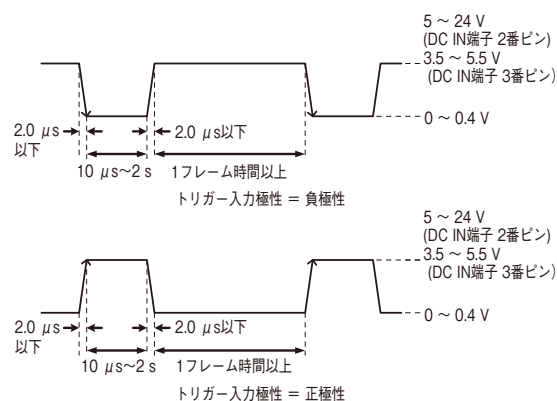 5 ～ 24 V
(DC IN端子 2番ピン)
3.5 ～ 5.5 V
(DC IN端子 3番ピン)
0 ～ 0.4 V
2.0 μs
以下
2.0 μs以下
10 μs～2 s
1フレーム時間以上
トリガー入力極性 ＝ 負極性
5 ～ 24 V
(DC IN端子 2番ピン)
3.5 ～ 5.5 V
(DC IN端子 3番ピン)
0 ～ 0.4 V
2.0 μs
以下
2.0 μs以下
10 μs～2 s
1フレーム時間以上
トリガー入力極性 ＝ 正極性